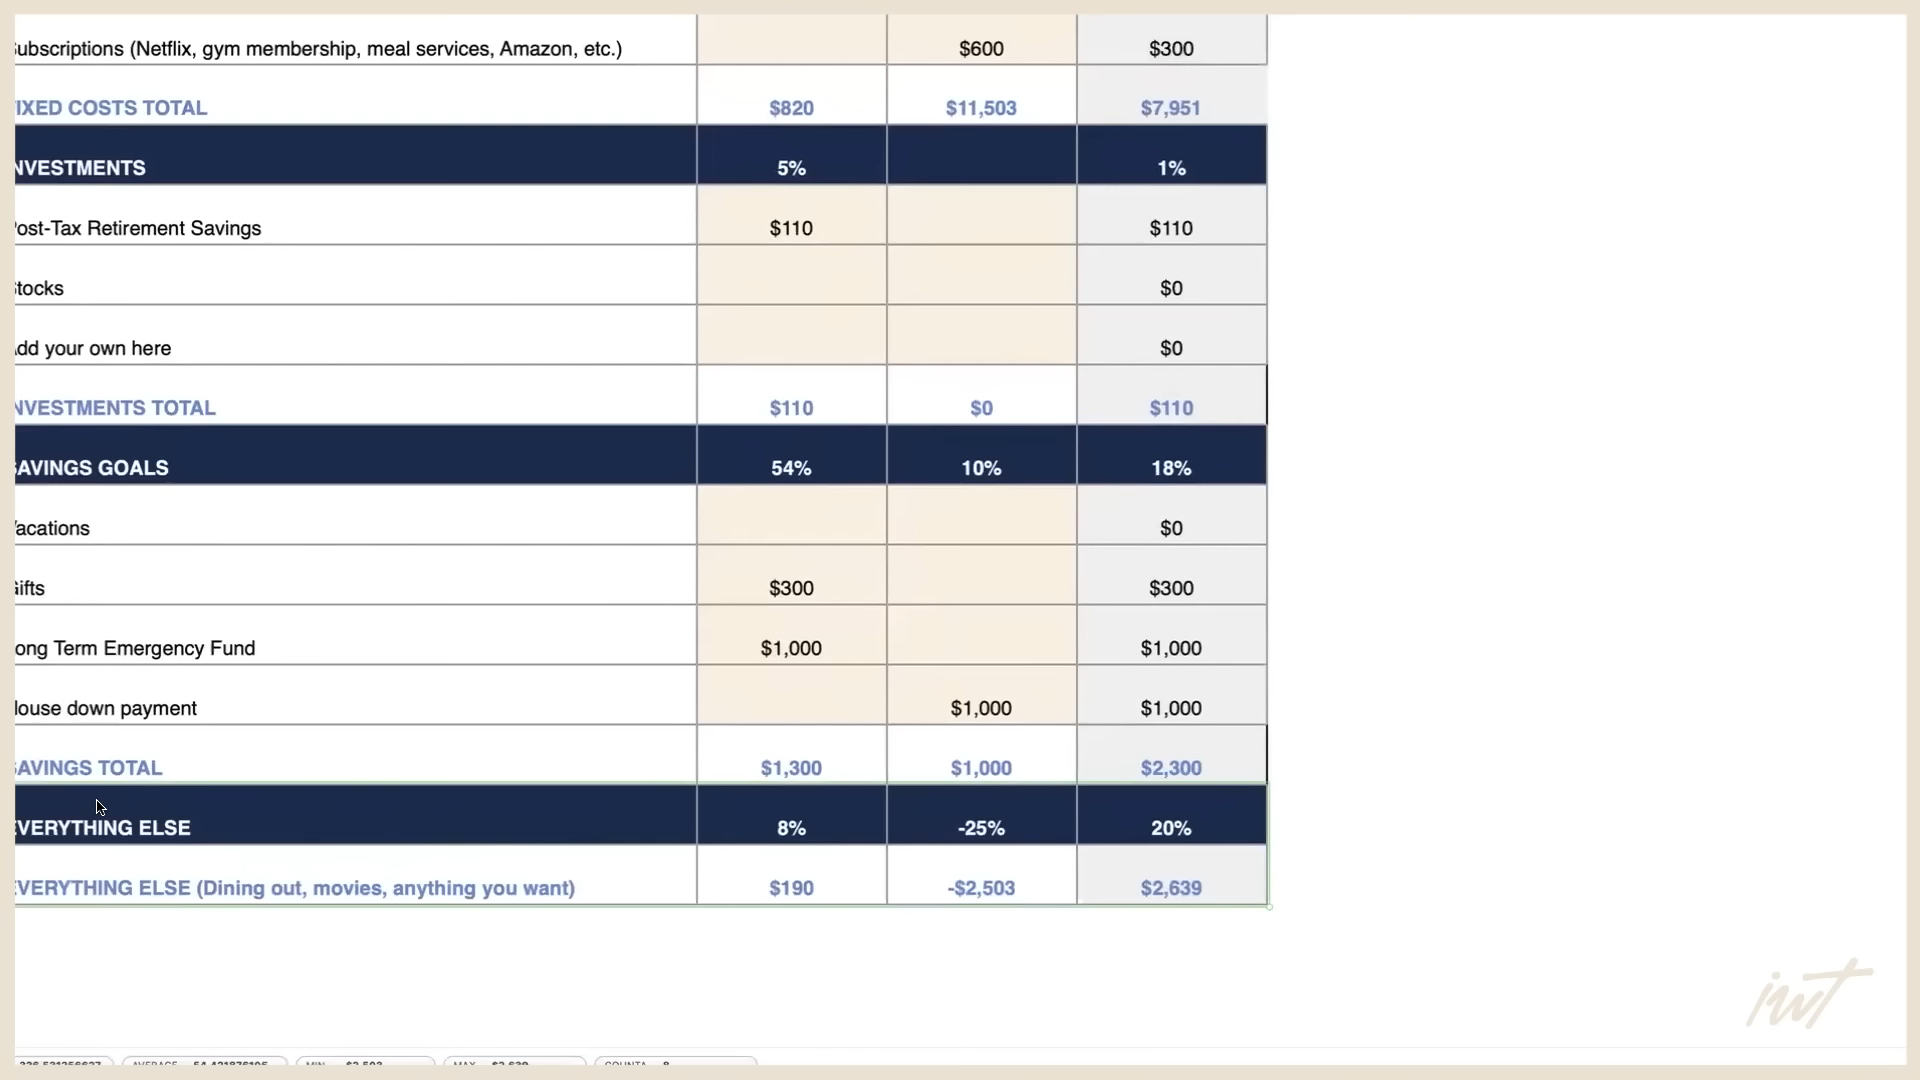 ubscriptions (Netflix, gym membership, meal services, Amazon, etc.) $600 $300
IXED COSTS TOTAL $820 $11,503 $7,951
NVESTMENTS 5% 1%
ost-Tax Retirement Savings $110 $110
tocks $0
dd your own here $0
NVESTMENTS TOTAL $110 $0 $110
AVINGS GOALS 54% 10% 18%
acations $0
ifts $300 $300
ong Term Emergency Fund $1,000 $1,000
ouse down payment $1,000 $1,000
AVINGS TOTAL $1,300 $1,000 $2,300
EVERYTHING ELSE 8% -25% 20%
EVERYTHING ELSE (Dining out, movies, anything you want) $190 -$2,503 $2,639
iwt